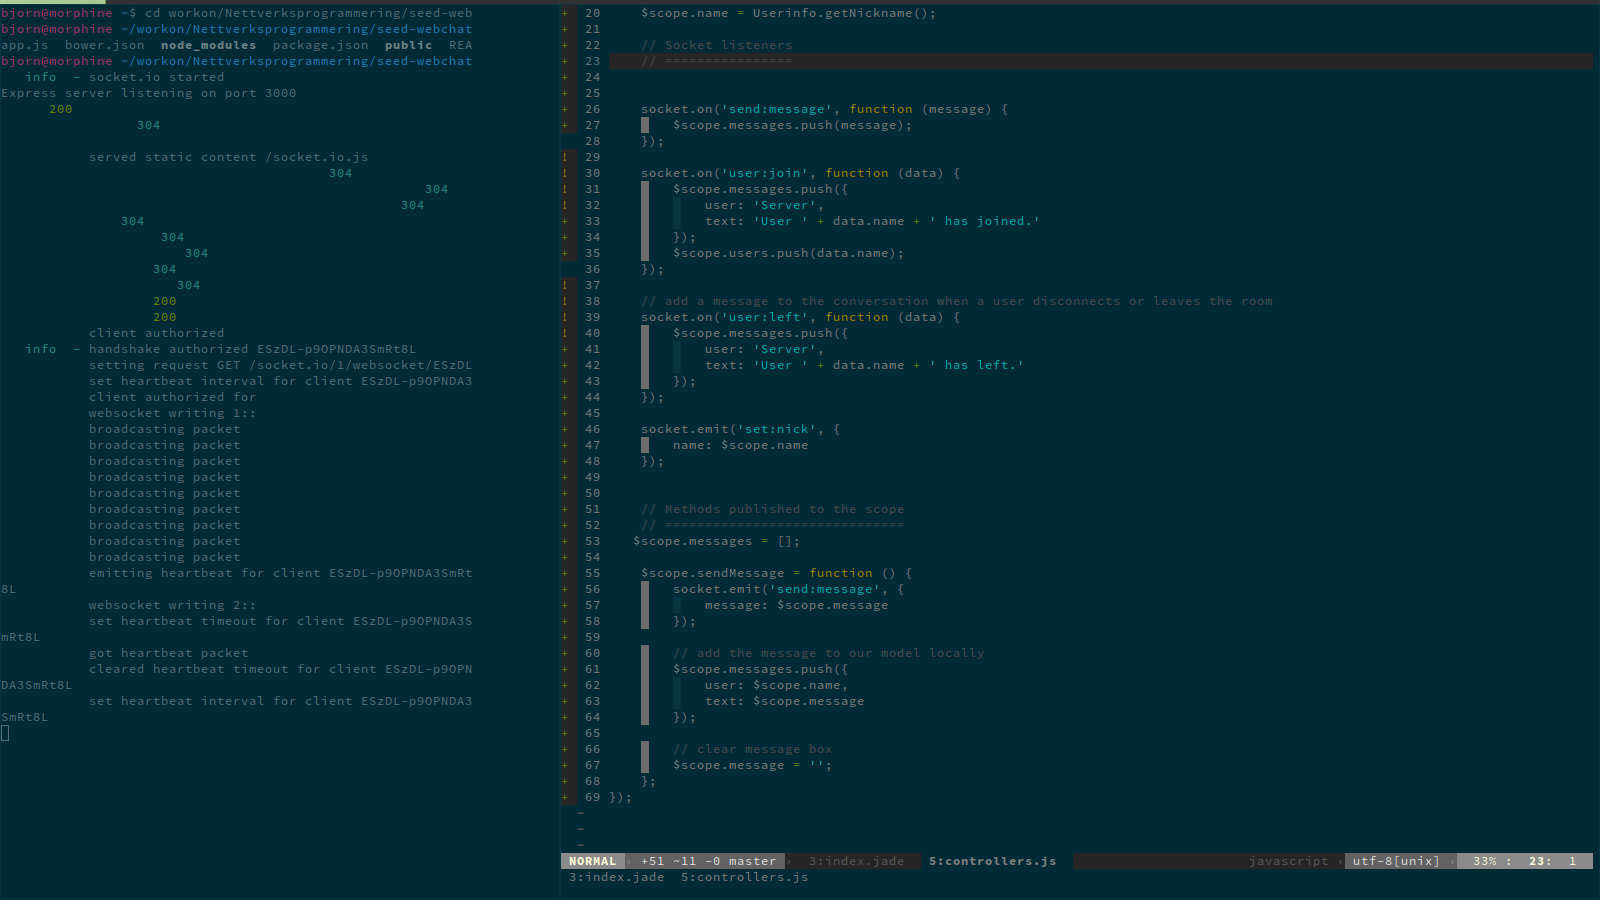 bjorn@morphine ~$ cd workon/Nettverksprogrammering/seed-web
bjorn@morphine ~/workon/Nettverksprogrammering/seed-webchat
app.js  bower.json  node_modules  package.json  public  REA
bjorn@morphine ~/workon/Nettverksprogrammering/seed-webchat
   info  - socket.io started
Express server listening on port 3000
200
304
served static content /socket.io.js
304
304
304
304
304
304
304
304
200
200
client authorized
   info  - handshake authorized ESzDL-p9OPNDA3SmRt8L
setting request GET /socket.io/1/websocket/ESzDL
set heartbeat interval for client ESzDL-p9OPNDA3
client authorized for
websocket writing 1::
broadcasting packet
broadcasting packet
broadcasting packet
broadcasting packet
broadcasting packet
broadcasting packet
broadcasting packet
broadcasting packet
broadcasting packet
emitting heartbeat for client ESzDL-p9OPNDA3SmRt
8L
websocket writing 2::
set heartbeat timeout for client ESzDL-p9OPNDA3S
mRt8L
got heartbeat packet
cleared heartbeat timeout for client ESzDL-p9OPN
DA3SmRt8L
set heartbeat interval for client ESzDL-p9OPNDA3
SmRt8L
+ 20     $scope.name = Userinfo.getNickname();
+ 21
+ 22     // Socket listeners
+ 23     // ================
+ 24
+ 25
+ 26     socket.on('send:message', function (message) {
+ 27         $scope.messages.push(message);
  28     });
! 29
! 30     socket.on('user:join', function (data) {
! 31         $scope.messages.push({
! 32             user: 'Server',
+ 33             text: 'User ' + data.name + ' has joined.'
+ 34         });
+ 35         $scope.users.push(data.name);
  36     });
! 37
! 38     // add a message to the conversation when a user disconnects or leaves the room
! 39     socket.on('user:left', function (data) {
! 40         $scope.messages.push({
+ 41             user: 'Server',
+ 42             text: 'User ' + data.name + ' has left.'
+ 43         });
+ 44     });
+ 45
+ 46     socket.emit('set:nick', {
+ 47         name: $scope.name
+ 48     });
+ 49
+ 50
+ 51     // Methods published to the scope
+ 52     // ==============================
+ 53    $scope.messages = [];
+ 54
+ 55     $scope.sendMessage = function () {
+ 56         socket.emit('send:message', {
+ 57             message: $scope.message
+ 58         });
+ 59
+ 60         // add the message to our model locally
+ 61         $scope.messages.push({
+ 62             user: $scope.name,
+ 63             text: $scope.message
+ 64         });
+ 65
+ 66         // clear message box
+ 67         $scope.message = '';
+ 68     };
+ 69 });
~
~
~
NORMAL › +51 ~11 -0 master › 3:index.jade  5:controllers.js  javascript ‹ utf-8[unix] ‹ 33% : 23: 1
3:index.jade  5:controllers.js